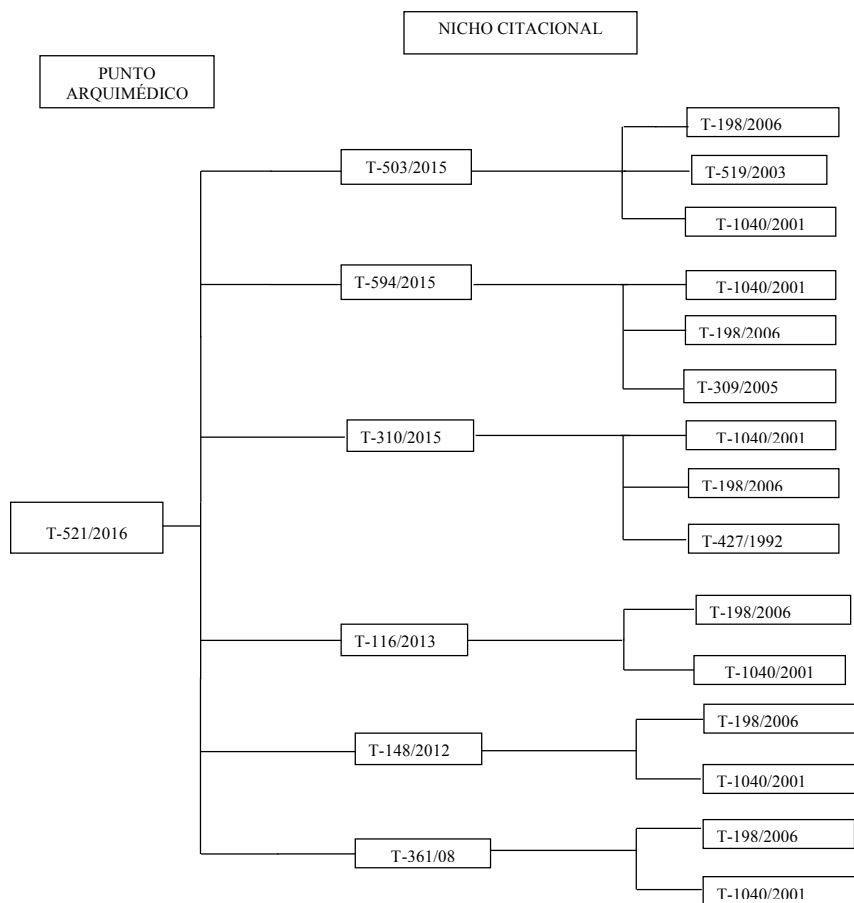 NICHO CITACIONAL
PUNTO
ARQUIMÉDICO
T-521/2016
T-503/2015
T-198/2006
T-519/2003
T-1040/2001
T-594/2015
T-1040/2001
T-198/2006
T-309/2005
T-310/2015
T-1040/2001
T-198/2006
T-427/1992
T-116/2013
T-198/2006
T-1040/2001
T-148/2012
T-198/2006
T-1040/2001
T-361/08
T-198/2006
T-1040/2001